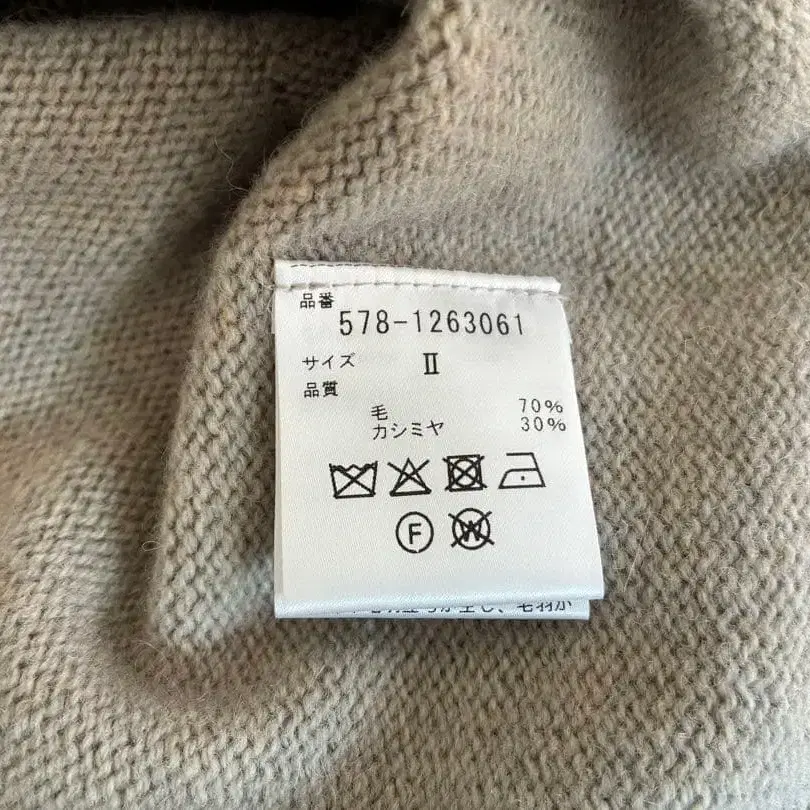 品番
578-1263061
サイズ Ⅱ
品質
毛 70%
カシミヤ 30%
F W